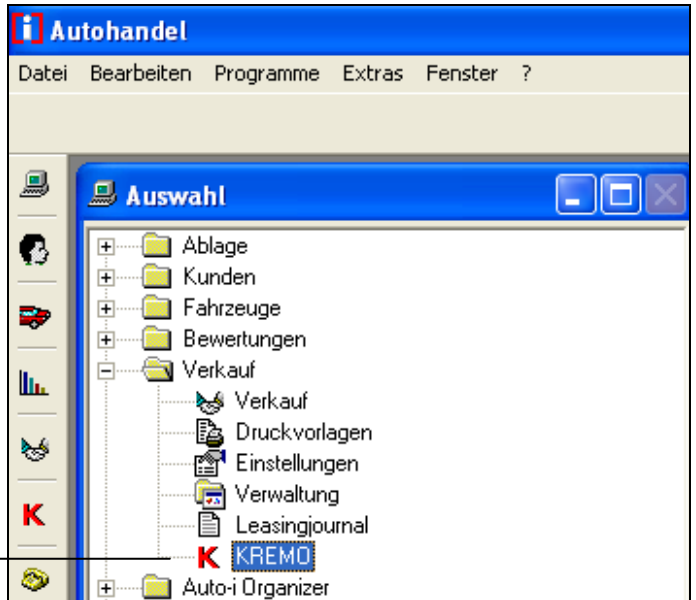 [i] Autohandel
Datei Bearbeiten Programme Extras Fenster ?
Auswahl
Ablage
Kunden
Fahrzeuge
Bewertungen
Verkauf
Verkauf
Druckvorlagen
Einstellungen
Verwaltung
Leasingjournal
K K KREMO
Auto-i Organizer